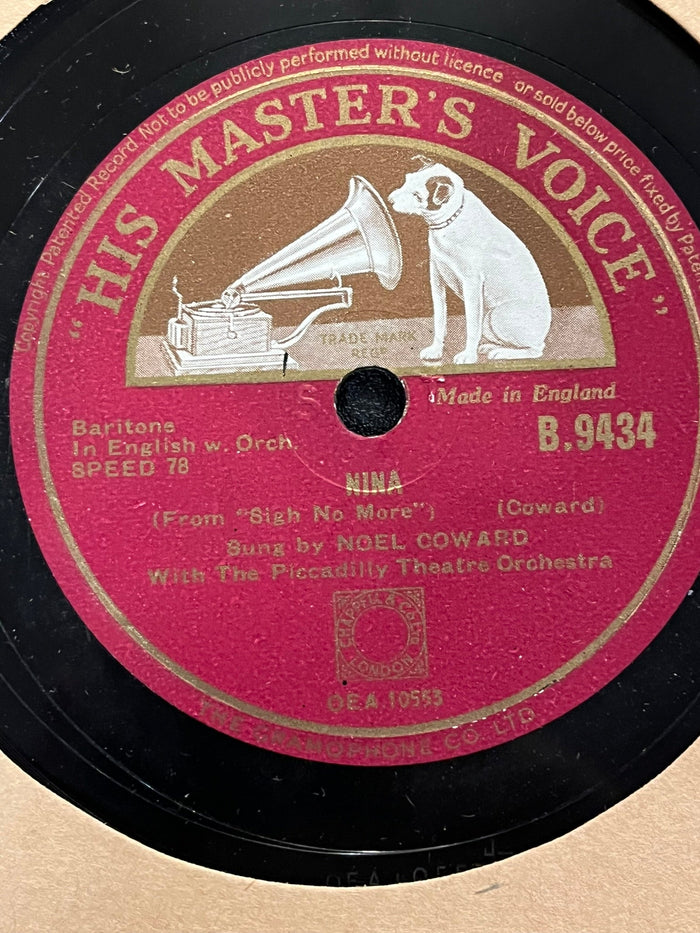 Copyright. Patented Record. Not to be publicly performed without licence or sold below price fixed by
"HIS MASTER'S VOICE"
TRADE MARK
REGD
Made in England
Baritone
In English w. Orch.
SPEED 78
B.9434
NINA
(From "Sigh No More") (Coward)
Sung by NOEL COWARD
With The Piccadilly Theatre Orchestra
CHAPPELL & CO LTD
LONDON
OEA 10553
THE GRAMOPHONE CO. LTD